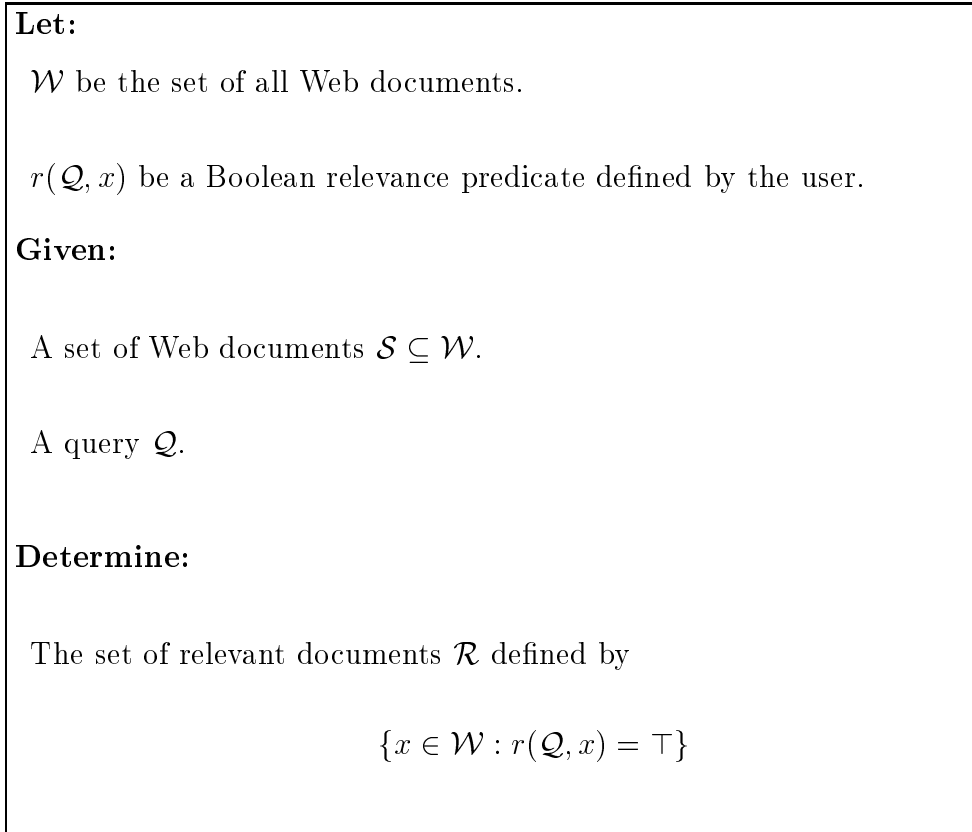 Let:
𝒲 be the set of all Web documents.
r(𝒬, x) be a Boolean relevance predicate defined by the user.
Given:
A set of Web documents 𝒮 ⊆ 𝒲.
A query 𝒬.
Determine:
The set of relevant documents ℛ defined by
{x ∈ 𝒲 : r(𝒬, x) = ⊤}